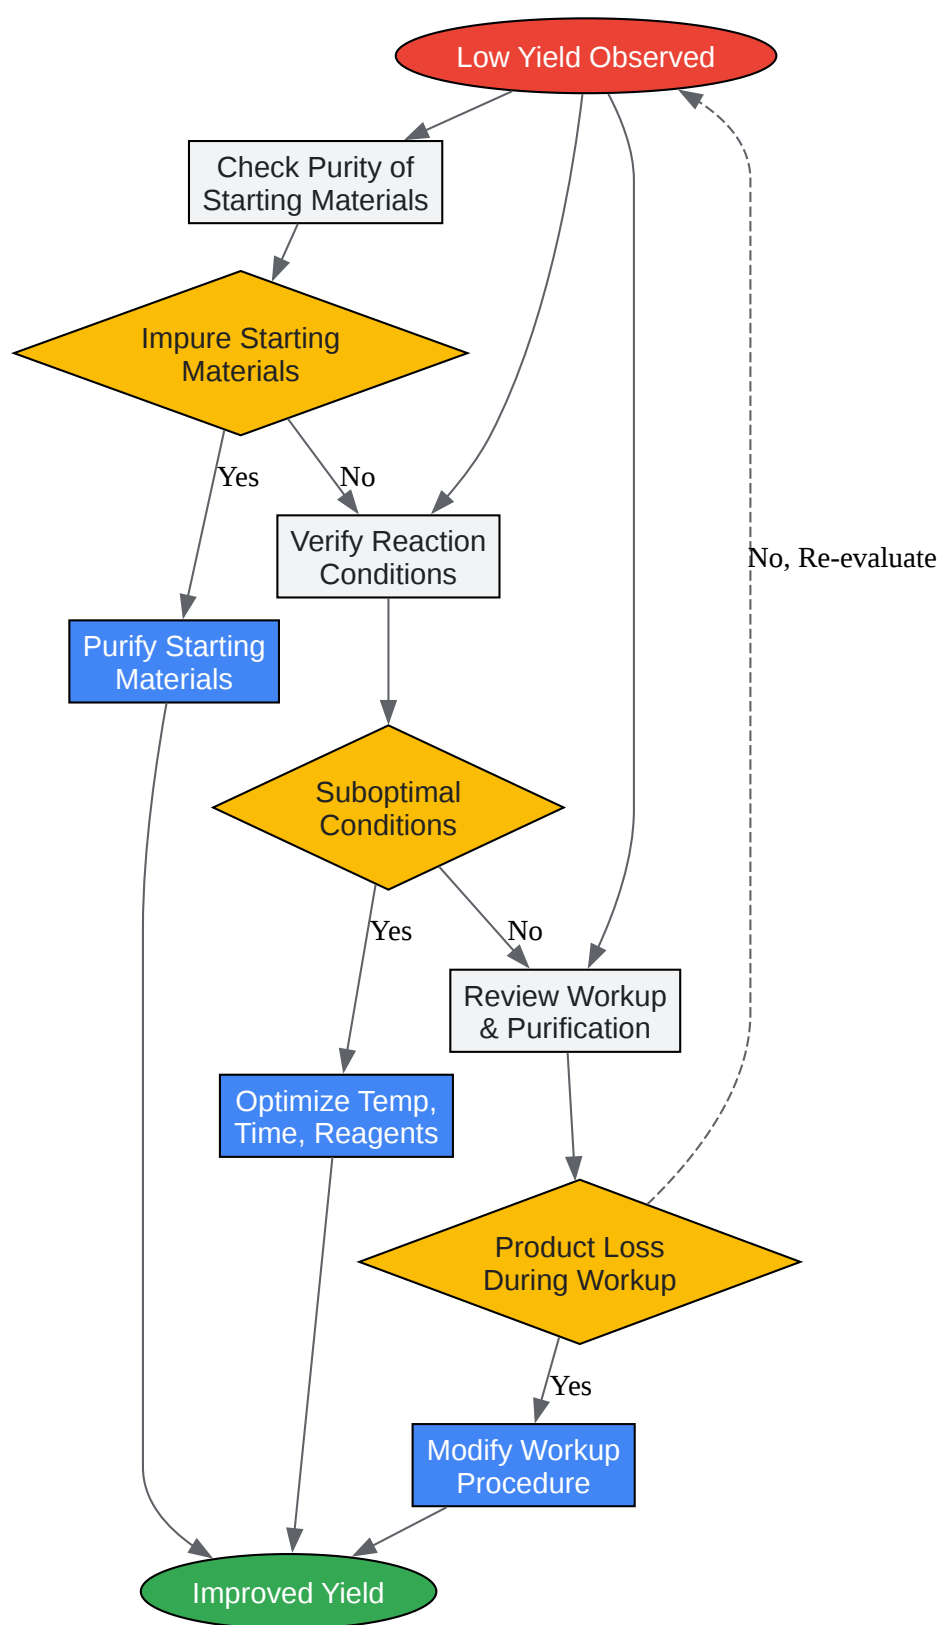 Low Yield Observed
Check Purity of
Starting Materials
Impure Starting
Materials
Yes
No
Verify Reaction
Conditions
No, Re-evaluate
Purify Starting
Materials
Suboptimal
Conditions
Yes
No
Review Workup
& Purification
Optimize Temp,
Time, Reagents
Product Loss
During Workup
Yes
Modify Workup
Procedure
Improved Yield